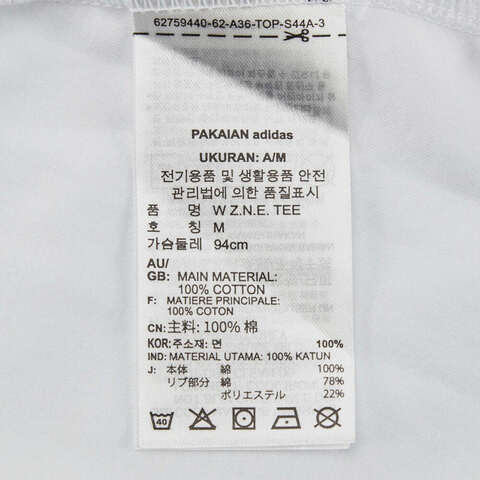 62759440-62-A36-TOP-S44A-3
PAKAIAN adidas
UKURAN: A/M
전기용품 및 생활용품 안전
관리법에 의한 품질표시
품 명 W Z.N.E. TEE
호 칭 M
가슴둘레 94cm
AU/
GB: MAIN MATERIAL:
100% COTTON
F: MATIERE PRINCIPALE:
100% COTON
CN: 主料: 100% 棉
KOR: 주소재: 면 100%
IND: MATERIAL UTAMA: 100% KATUN
J: 本体 綿 100%
リブ部分 綿 78%
ポリエステル 22%
40